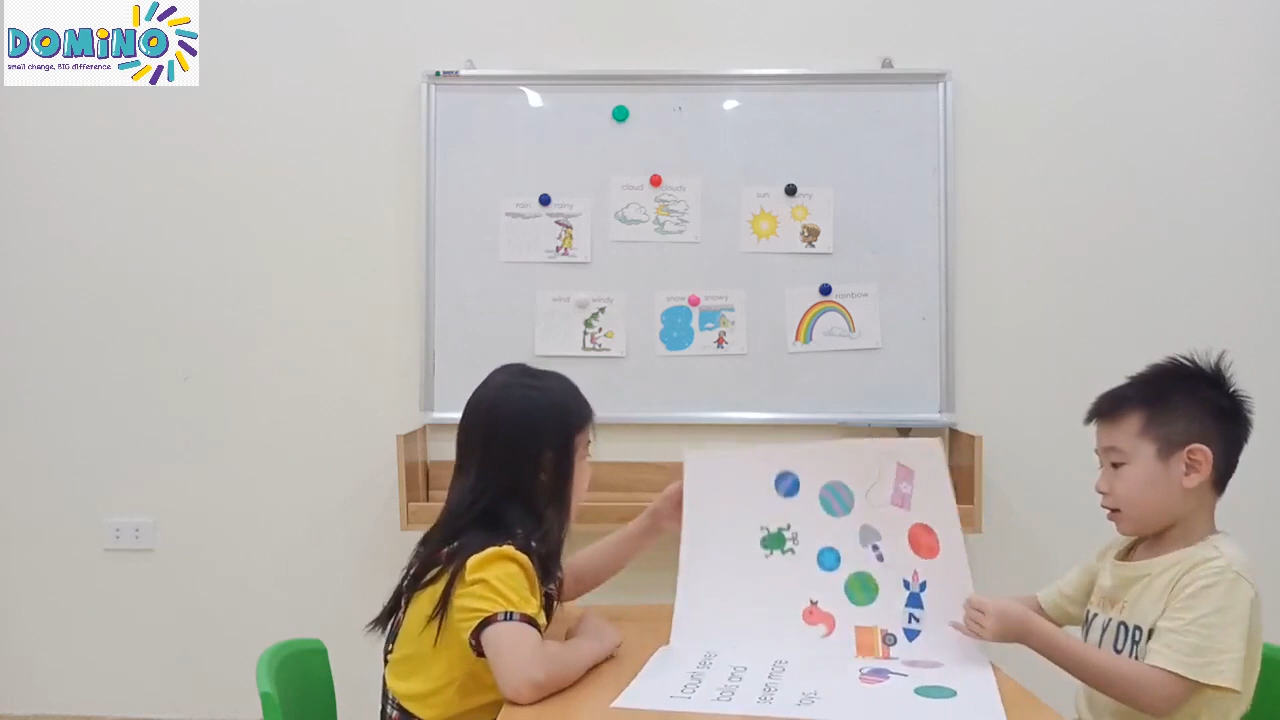 DOMiNO
small change, BIG difference
cloud cloudy
sun
rain rainy
wind windy
snow snowy
rainbow
7
I count seven
balls and
seven more
toys.